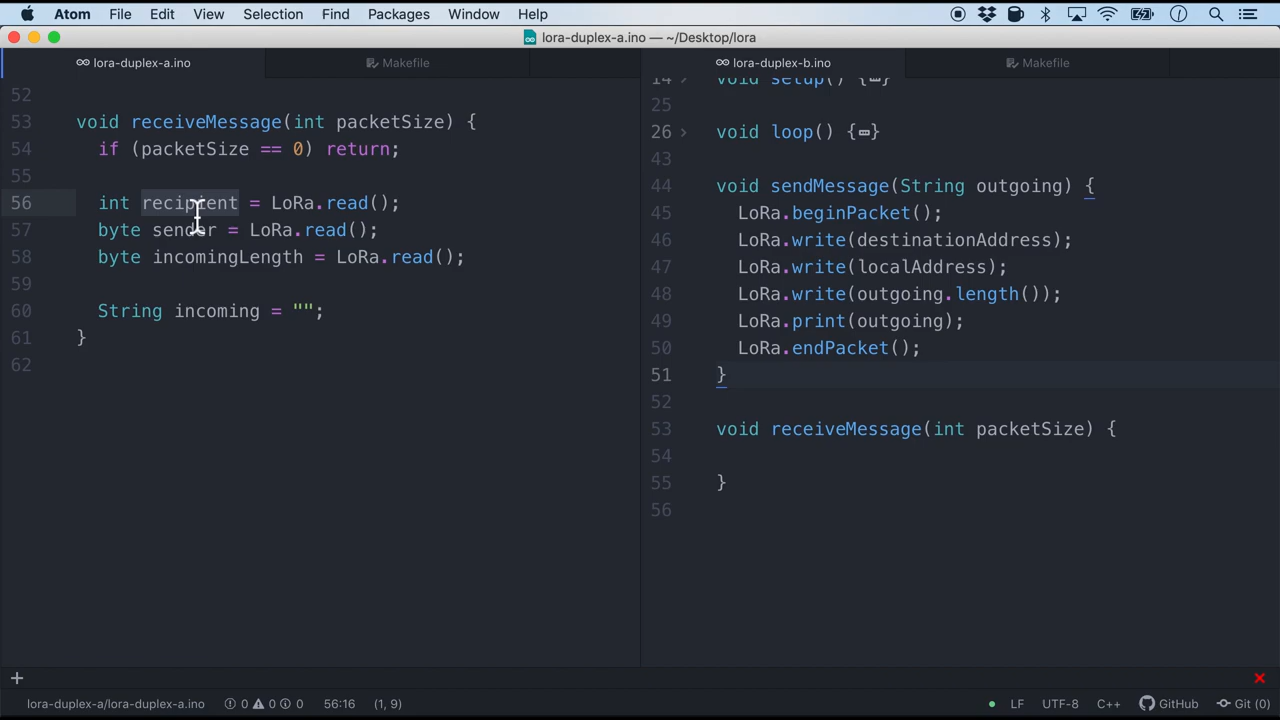 Atom File Edit View Selection Find Packages Window Help
lora-duplex-a.ino — ~/Desktop/lora
lora-duplex-a.ino Makefile
52
53 void receiveMessage(int packetSize) {
54 if (packetSize == 0) return;
55
56 int recipient = LoRa.read();
57 byte sender = LoRa.read();
58 byte incomingLength = LoRa.read();
59
60 String incoming = "";
61 }
62
lora-duplex-b.ino Makefile
14 void setup() {…}
25
26 void loop() {…}
43
44 void sendMessage(String outgoing) {
45 LoRa.beginPacket();
46 LoRa.write(destinationAddress);
47 LoRa.write(localAddress);
48 LoRa.write(outgoing.length());
49 LoRa.print(outgoing);
50 LoRa.endPacket();
51 }
52
53 void receiveMessage(int packetSize) {
54
55 }
56
lora-duplex-a/lora-duplex-a.ino 0 0 0 56:16 (1, 9) LF UTF-8 C++ GitHub Git (0)